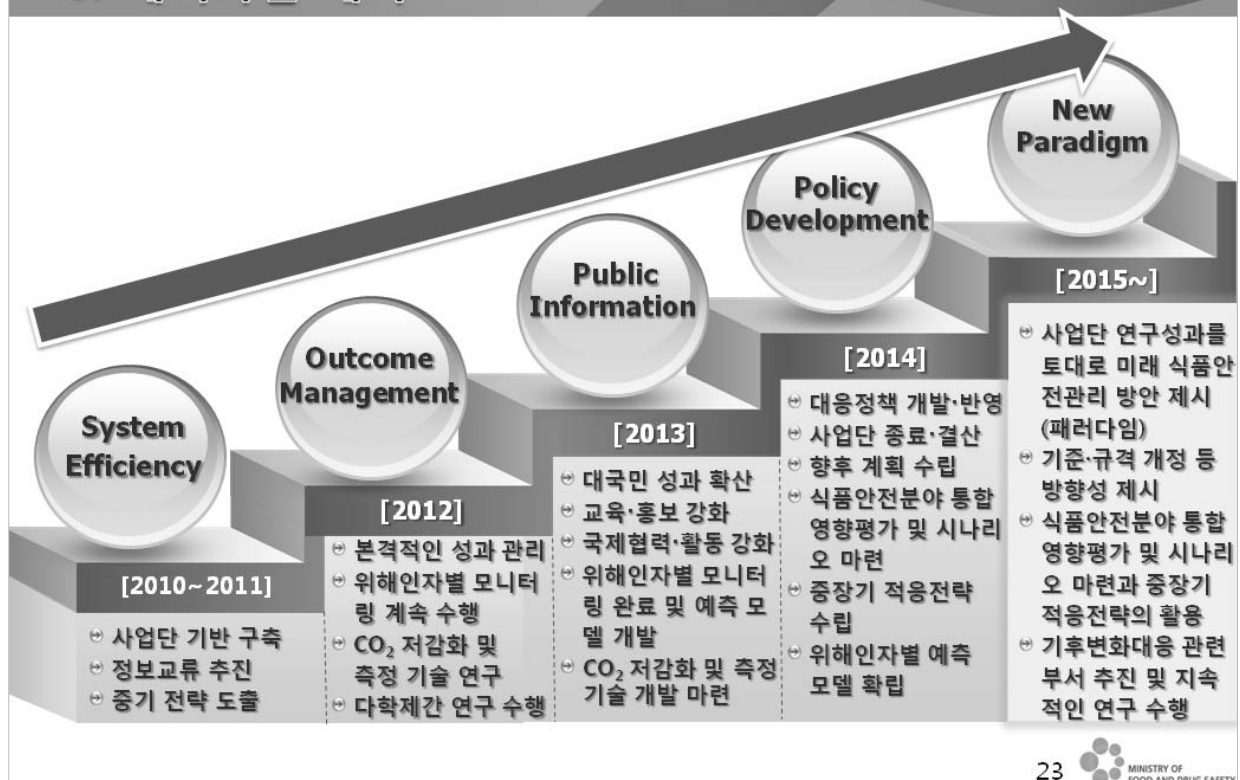 New
Paradigm
Policy
Development
Public
Information
Outcome
Management
System
Efficiency
[2010~2011]
사업단 기반 구축
정보교류 추진
중기 전략 도출
[2012]
본격적인 성과 관리
위해인자별 모니터
링 계속 수행
CO₂ 저감화 및
측정 기술 연구
다학제간 연구 수행
[2013]
대국민 성과 확산
교육·홍보 강화
국제협력·활동 강화
위해인자별 모니터
링 완료 및 예측 모
델 개발
CO₂ 저감화 및 측정
기술 개발 마련
[2014]
대응정책 개발·반영
사업단 종료·결산
향후 계획 수립
식품안전분야 통합
영향평가 및 시나리
오 마련
중장기 적응전략
수립
위해인자별 예측
모델 확립
[2015~]
사업단 연구성과를
토대로 미래 식품안
전관리 방안 제시
(패러다임)
기준·규격 개정 등
방향성 제시
식품안전분야 통합
영향평가 및 시나리
오 마련과 중장기
적응전략의 활용
기후변화대응 관련
부서 추진 및 지속
적인 연구 수행
23
MINISTRY OF
FOOD AND DRUG SAFETY